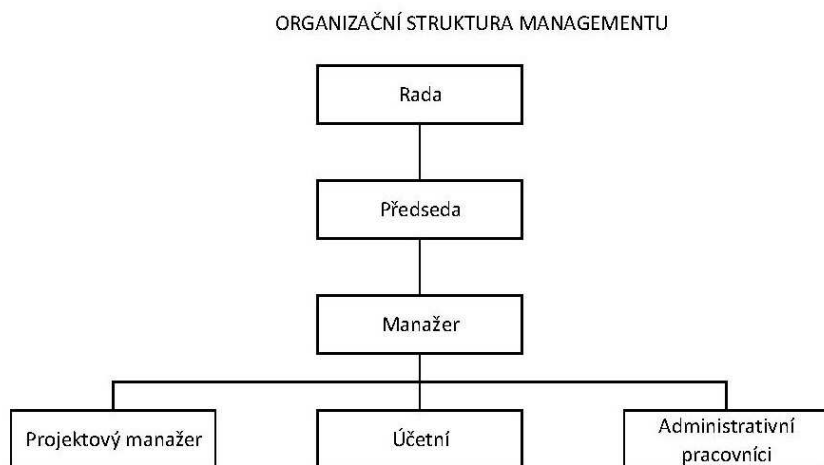 ORGANIZAČNÍ STRUKTURA MANAGEMENTU
Rada
Předseda
Manažer
Projektový manažer
Účetní
Administrativní
pracovníci